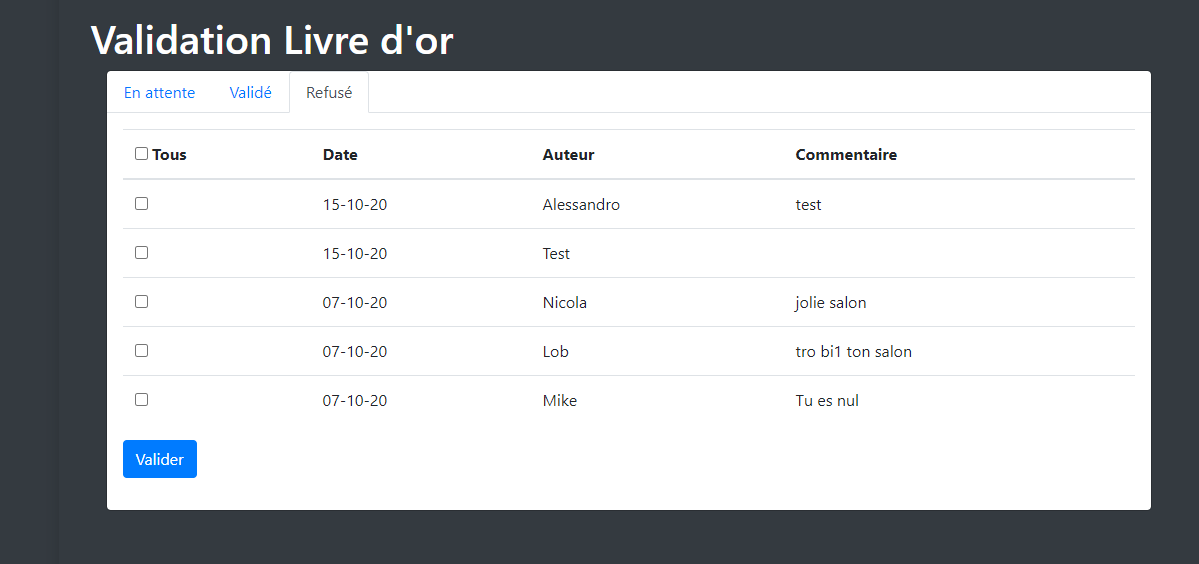 Validation Livre d'or
En attente Validé Refusé
Tous Date Auteur Commentaire
15-10-20 Alessandro test
15-10-20 Test
07-10-20 Nicola jolie salon
07-10-20 Lob tro bi1 ton salon
07-10-20 Mike Tu es nul
Valider